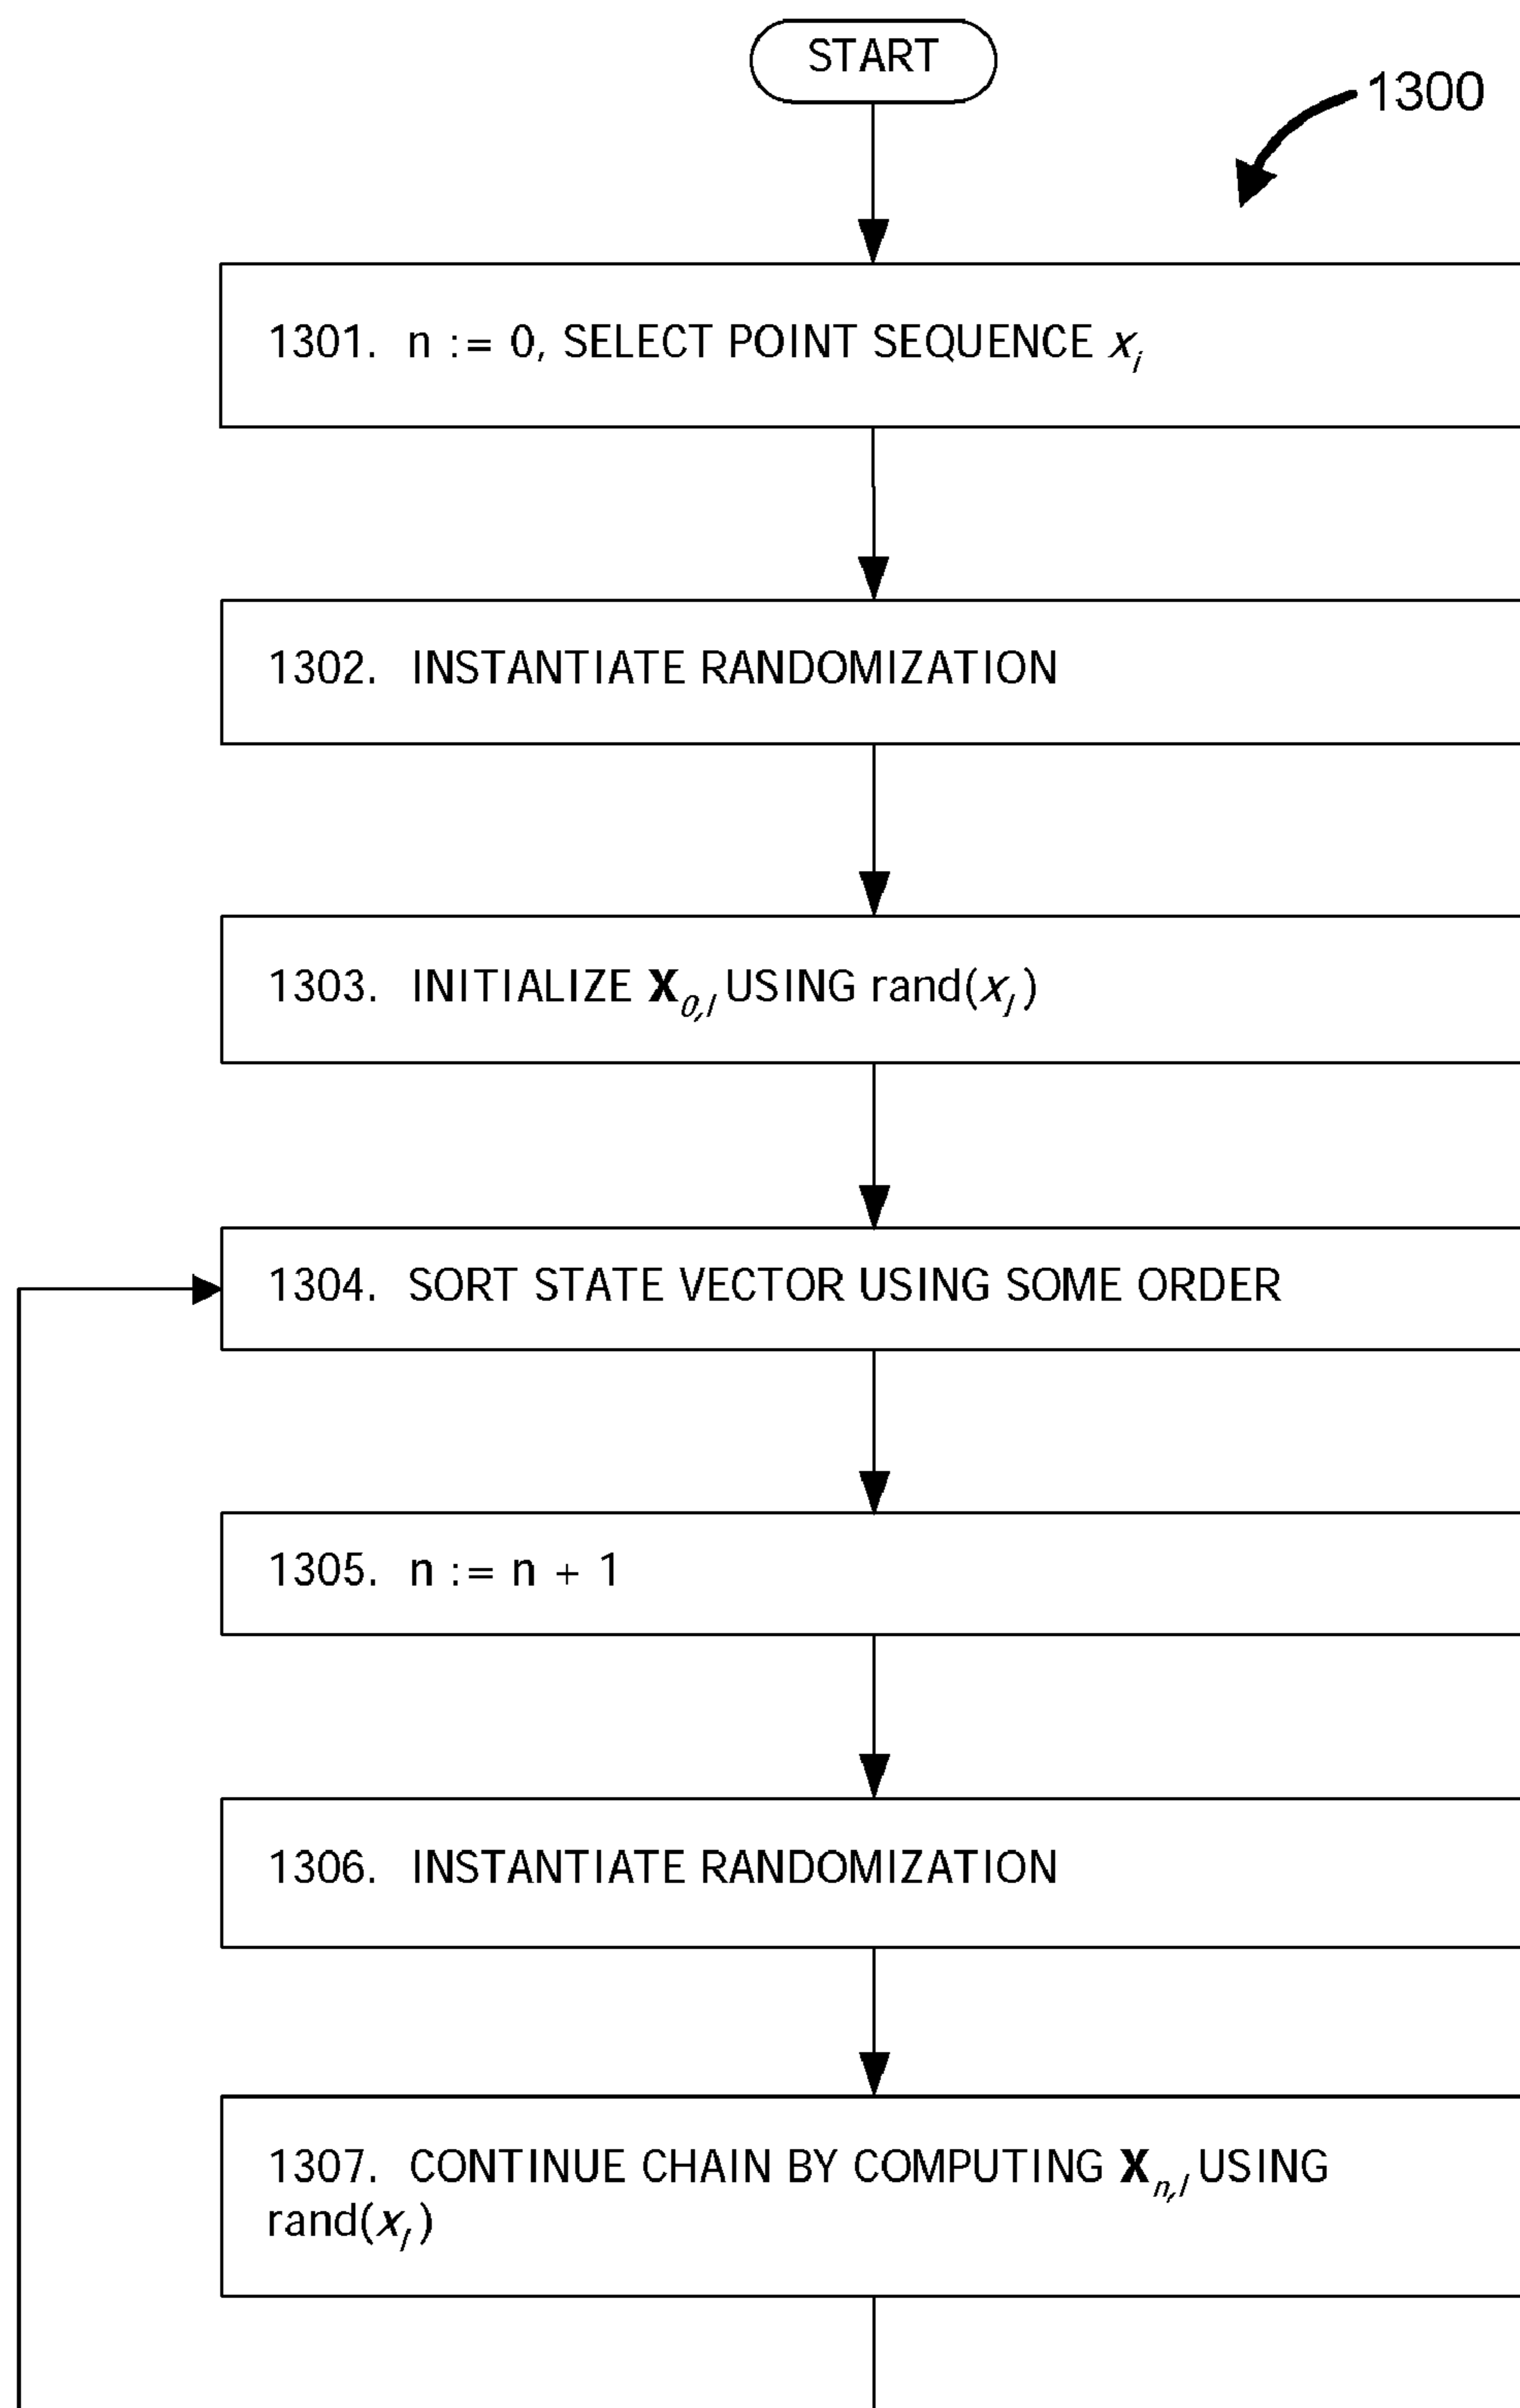 START
1300
1301. n := 0, SELECT POINT SEQUENCE x_i
1302. INSTANTIATE RANDOMIZATION
1303. INITIALIZE X_0,l USING rand(x_l)
1304. SORT STATE VECTOR USING SOME ORDER
1305. n := n + 1
1306. INSTANTIATE RANDOMIZATION
1307. CONTINUE CHAIN BY COMPUTING X_n,l USING
rand(x_l)